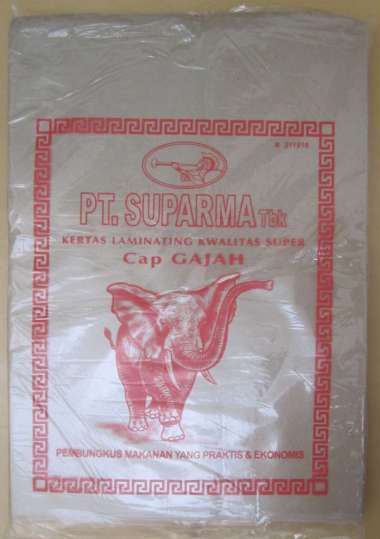 PT. SUPARMA Tbk
KERTAS LAMINATING KWALITAS SUPER
Cap GAJAH
PEMBUNGKUS MAKANAN YANG PRAKTIS & EKONOMIS